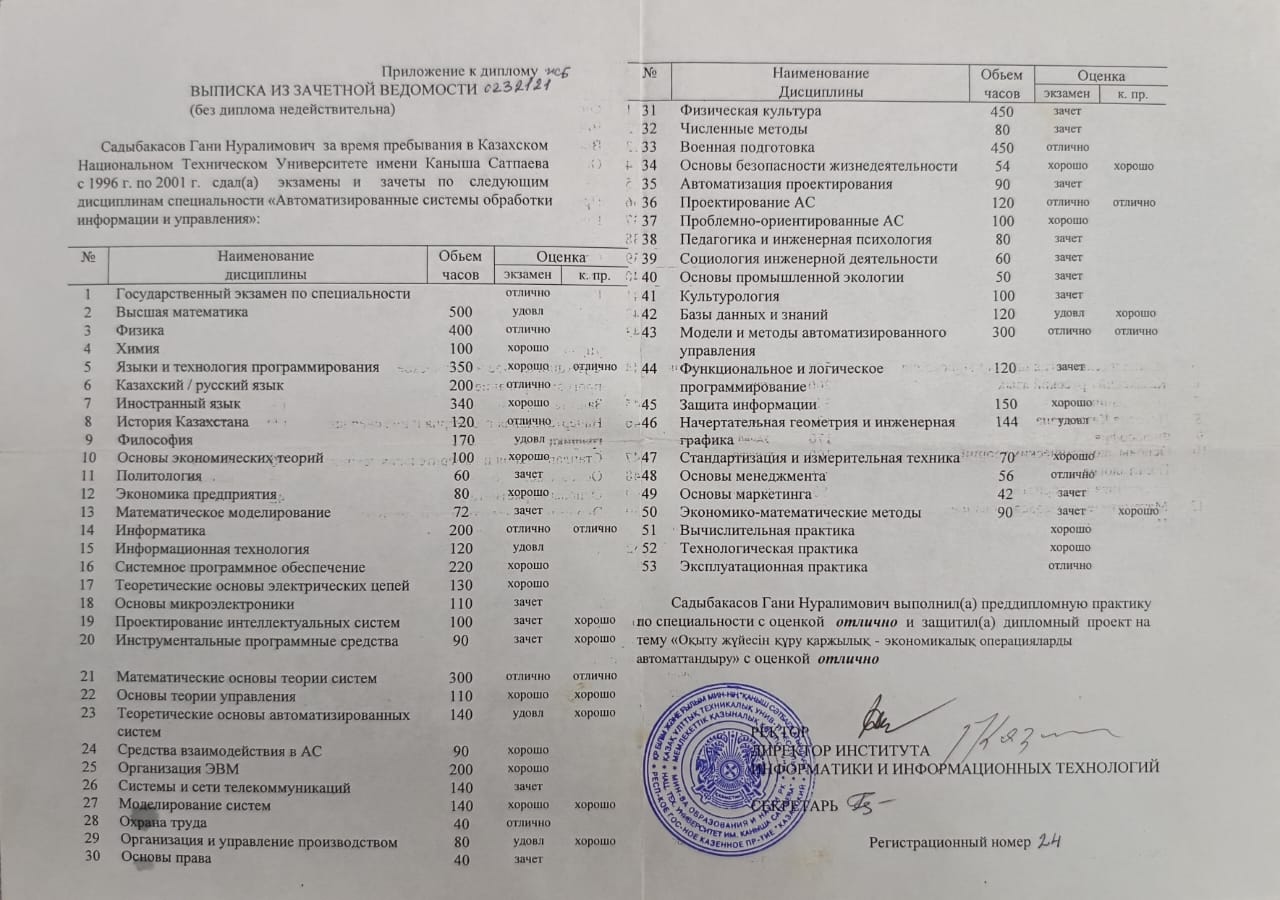 Приложение к диплому жб
ВЫПИСКА ИЗ ЗАЧЕТНОЙ ВЕДОМОСТИ 0232121
(без диплома недействительна)
Садыбакасов Гани Нуралимович за время пребывания в Казахском
Национальном Техническом Университете имени Каныша Сатпаева
с 1996 г. по 2001 г. сдал(а) экзамены и зачеты по следующим
дисциплинам специальности «Автоматизированные системы обработки
информации и управления»:
№ Наименование дисциплины Объем часов Оценка
экзамен к. пр.
1 Государственный экзамен по специальности отлично
2 Высшая математика 500 удовл
3 Физика 400 отлично
4 Химия 100 хорошо
5 Языки и технология программирования 350 хорошо отлично
6 Казахский / русский язык 200 отлично
7 Иностранный язык 340 хорошо
8 История Казахстана 120 отлично
9 Философия 170 удовл
10 Основы экономических теорий 100 хорошо
11 Политология 60 зачет
12 Экономика предприятия 80 хорошо
13 Математическое моделирование 72 зачет
14 Информатика 200 отлично отлично
15 Информационная технология 120 удовл
16 Системное программное обеспечение 220 хорошо
17 Теоретические основы электрических цепей 130 хорошо
18 Основы микроэлектроники 110 зачет
19 Проектирование интеллектуальных систем 100 зачет хорошо
20 Инструментальные программные средства 90 зачет хорошо
21 Математические основы теории систем 300 отлично отлично
22 Основы теории управления 110 хорошо хорошо
23 Теоретические основы автоматизированных 140 удовл хорошо
систем
24 Средства взаимодействия в АС 90 хорошо
25 Организация ЭВМ 200 хорошо
26 Системы и сети телекоммуникаций 140 зачет
27 Моделирование систем 140 хорошо хорошо
28 Охрана труда 40 отлично
29 Организация и управление производством 80 удовл хорошо
30 Основы права 40 зачет
№ Наименование Дисциплины Обьем часов Оценка
экзамен к. пр.
31 Физическая культура 450 зачет
32 Численные методы 80 зачет
33 Военная подготовка 450 отлично
34 Основы безопасности жизнедеятельности 54 хорошо хорошо
35 Автоматизация проектирования 90 зачет
36 Проектирование АС 120 отлично отлично
37 Проблемно-ориентированные АС 100 хорошо
38 Педагогика и инженерная психология 80 зачет
39 Социология инженерной деятельности 60 зачет
40 Основы промышленной экологии 50 зачет
41 Культурология 100 зачет
42 Базы данных и знаний 120 удовл хорошо
43 Модели и методы автоматизированного 300 отлично отлично
управления
44 Функциональное и логическое 120 зачет
программирование
45 Защита информации 150 хорошо
46 Начертательная геометрия и инженерная 144 удовл
графика
47 Стандартизация и измерительная техника 70 хорошо
48 Основы менеджмента 56 отлично
49 Основы маркетинга 42 зачет
50 Экономико-математические методы 90 зачет хорошо
51 Вычислительная практика хорошо
52 Технологическая практика хорошо
53 Эксплуатационная практика отлично
Садыбакасов Гани Нуралимович выполнил(а) преддипломную практику
по специальности с оценкой отлично и защитил(а) дипломный проект на
тему «Оқыту жүйесін құру қаржылық - экономикалық операцияларды
автоматтандыру» с оценкой отлично
РЕКТОР
ДИРЕКТОР ИНСТИТУТА
ИНФОРМАТИКИ И ИНФОРМАЦИОННЫХ ТЕХНОЛОГИЙ
СЕКРЕТАРЬ
Регистрационный номер 24